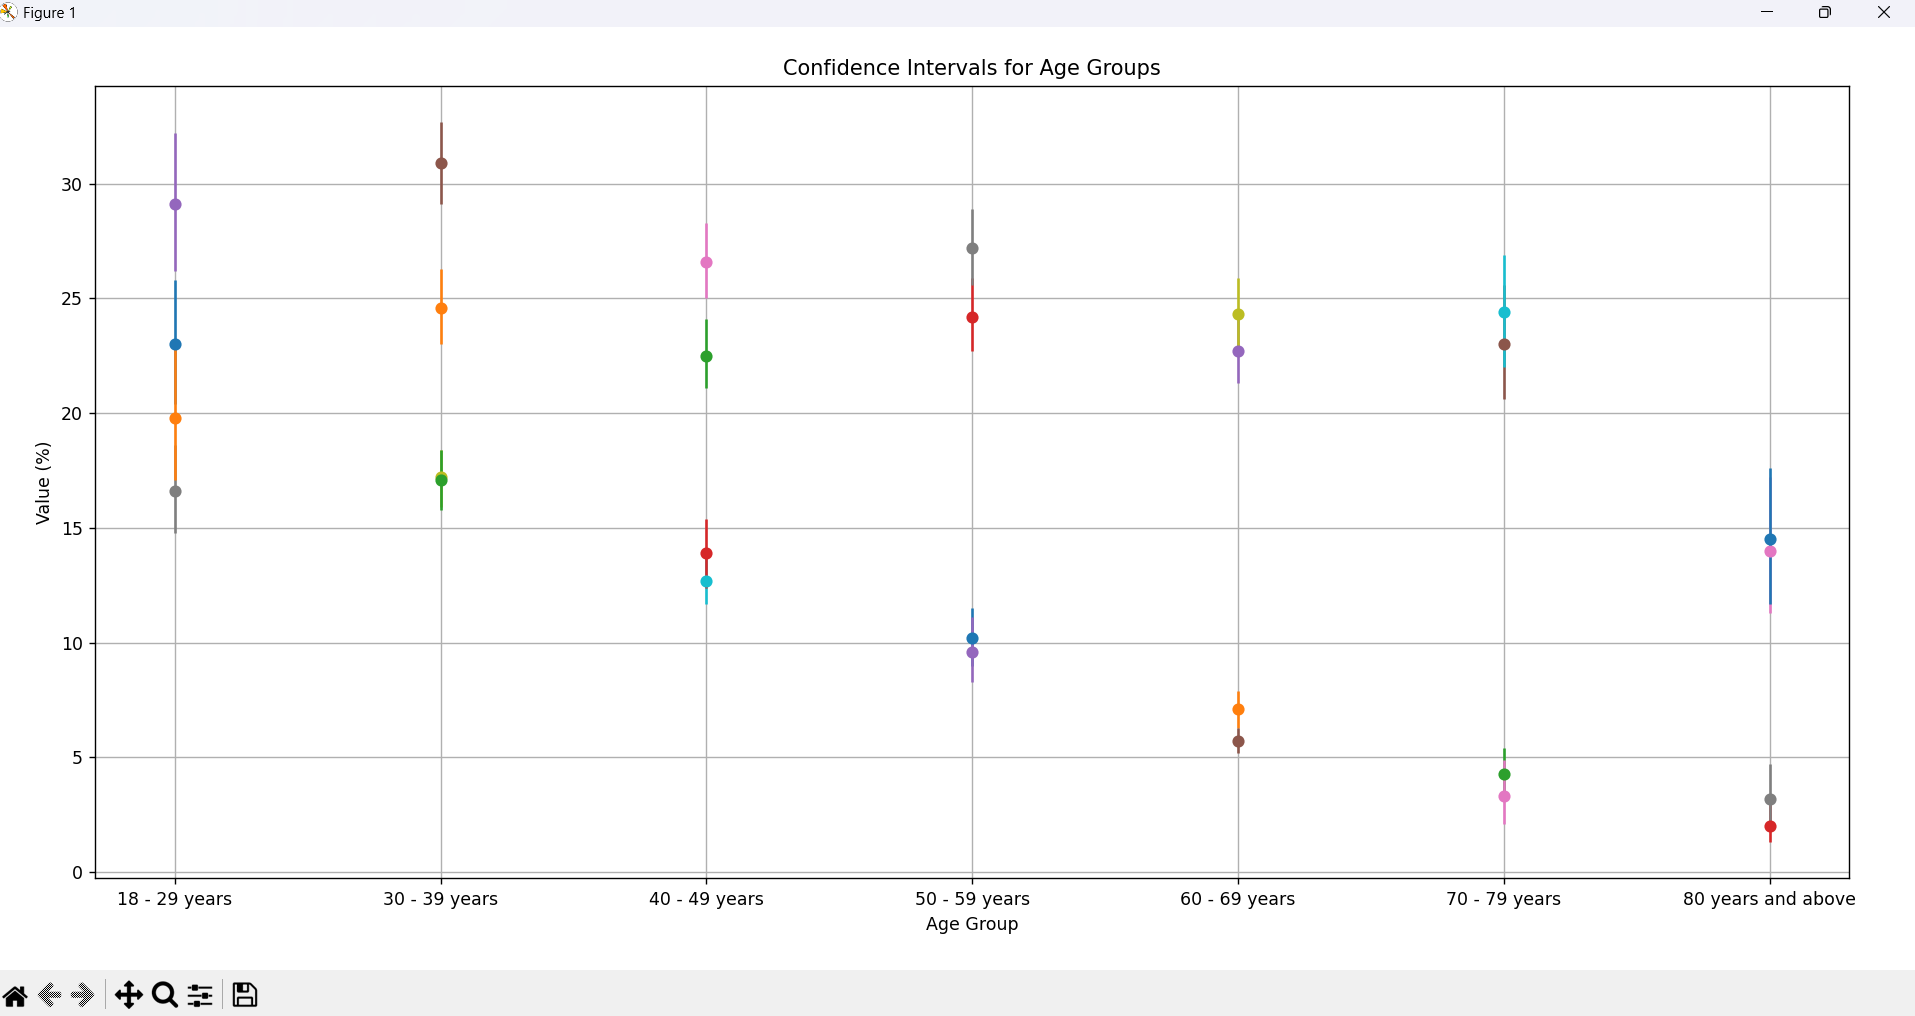 Figure 1
Confidence Intervals for Age Groups
30
25
20
15
10
5
0
Value (%)
18 - 29 years 30 - 39 years 40 - 49 years 50 - 59 years 60 - 69 years 70 - 79 years 80 years and above
Age Group